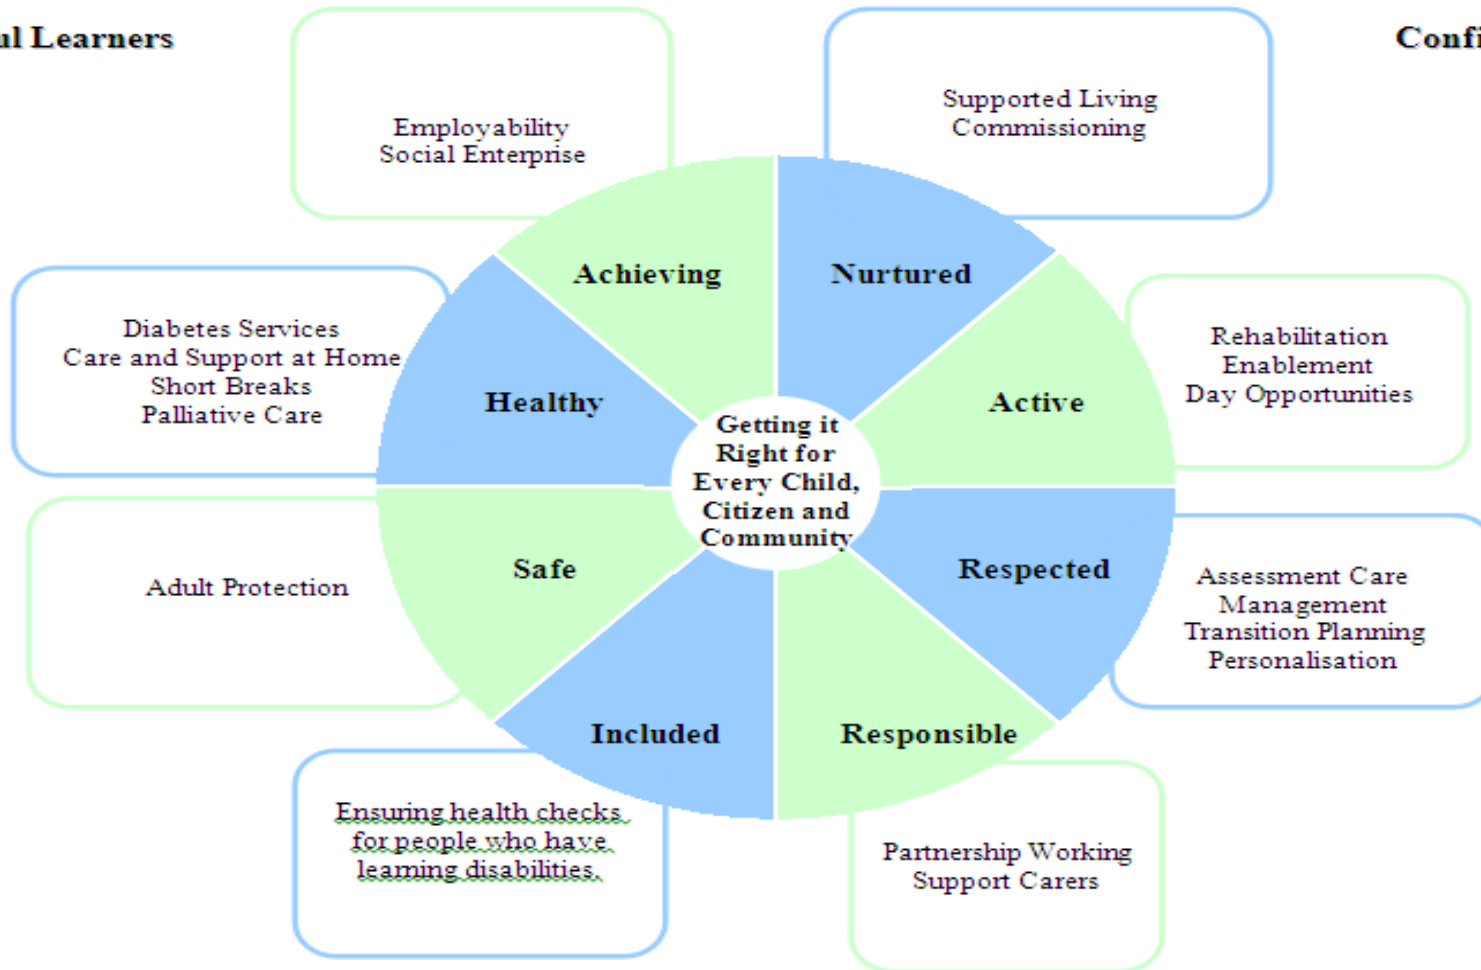 ul Learners
Confi
Employability
Social Enterprise
Supported Living
Commissioning
Achieving
Nurtured
Diabetes Services
Care and Support at Home
Short Breaks
Palliative Care
Healthy
Active
Rehabilitation
Enablement
Day Opportunities
Getting it
Right for
Every Child,
Citizen and
Community
Adult Protection
Safe
Respected
Assessment Care
Management
Transition Planning
Personalisation
Included
Responsible
Ensuring health checks
for people who have
learning disabilities.
Partnership Working
Support Carers